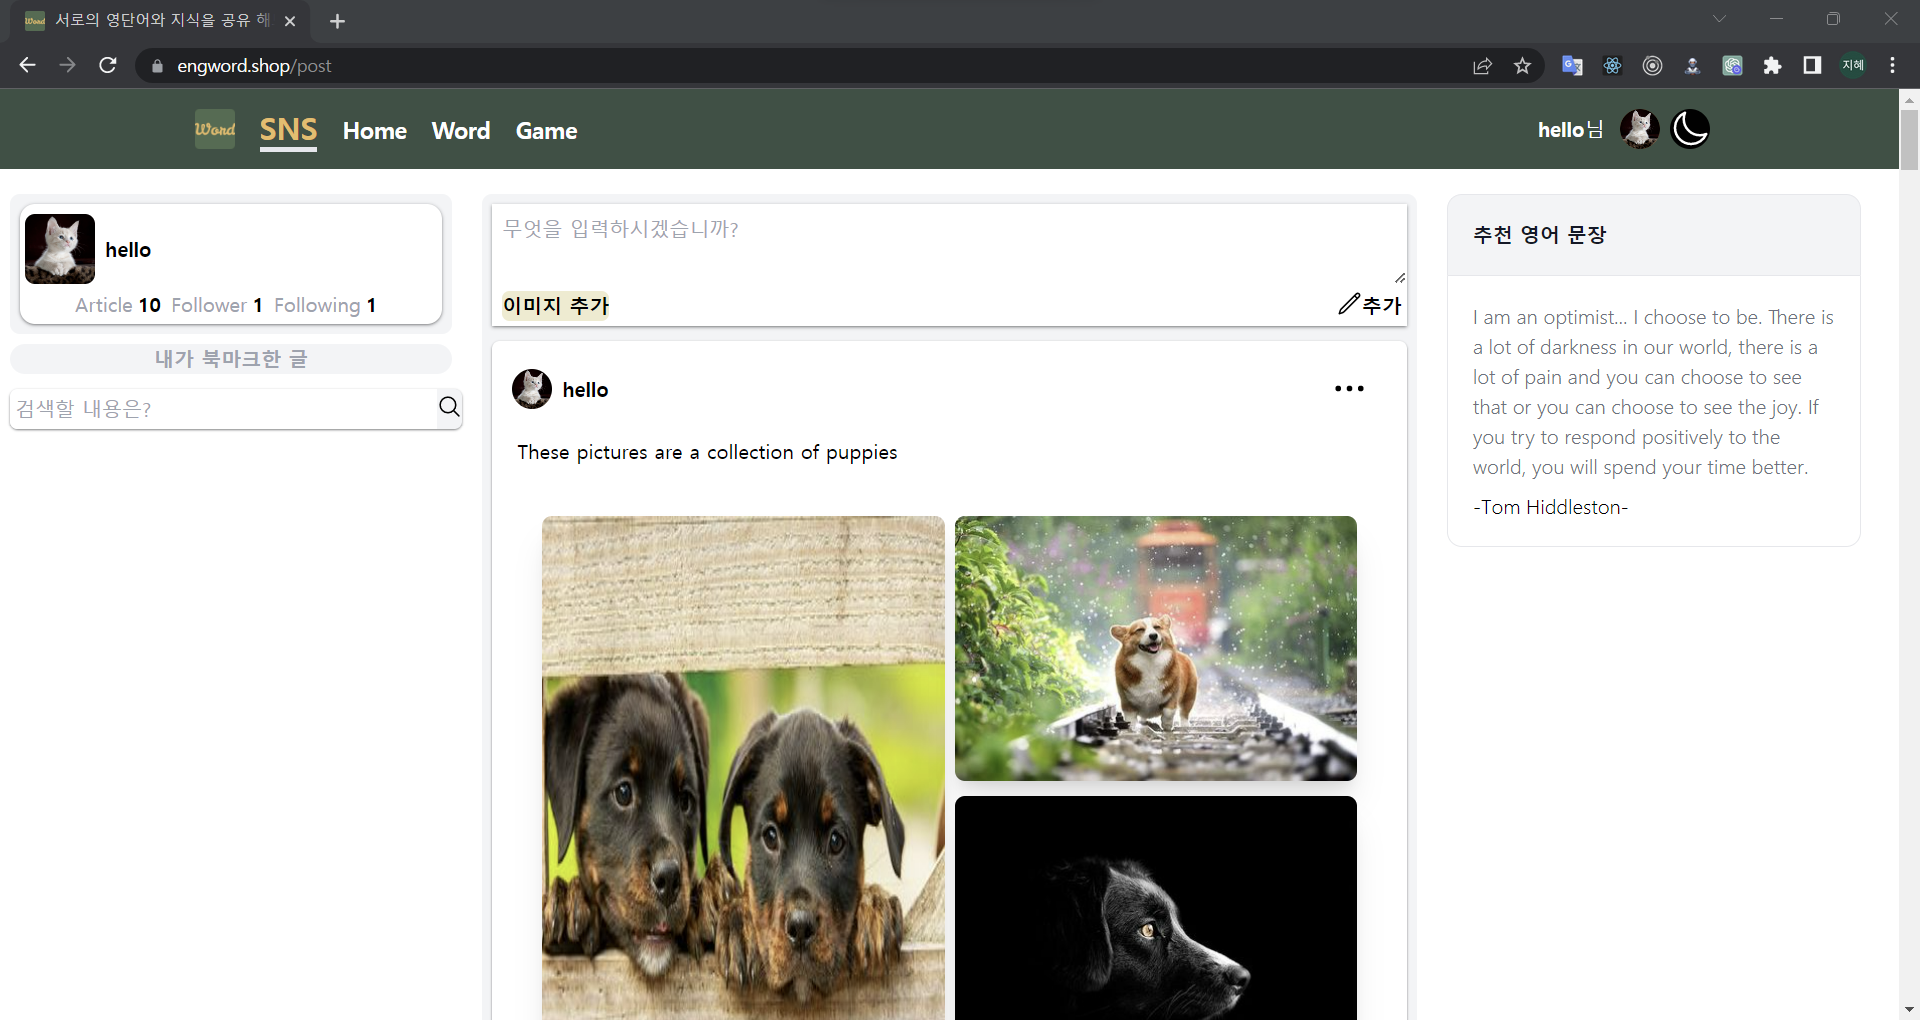 서로의 영단어와 지식을 공유 해
engword.shop/post
지혜
Word
SNS
Home
Word
Game
hello님
hello
Article 10 Follower 1 Following 1
내가 북마크한 글
검색할 내용은?
무엇을 입력하시겠습니까?
이미지 추가
추가
hello
These pictures are a collection of puppies
추천 영어 문장
I am an optimist... I choose to be. There is
a lot of darkness in our world, there is a
lot of pain and you can choose to see
that or you can choose to see the joy. If
you try to respond positively to the
world, you will spend your time better.
-Tom Hiddleston-